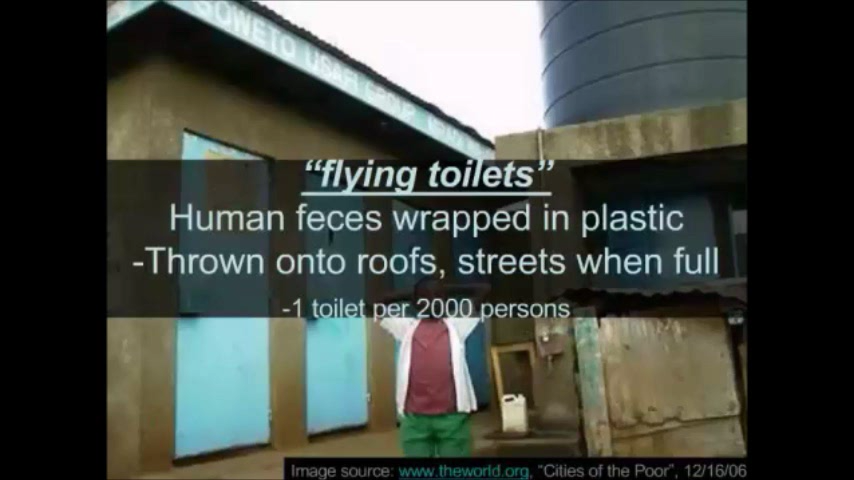 SOWETO USAFI GROUP
“flying toilets”
Human feces wrapped in plastic
-Thrown onto roofs, streets when full
-1 toilet per 2000 persons
Image source: www.theworld.org, “Cities of the Poor”, 12/16/06